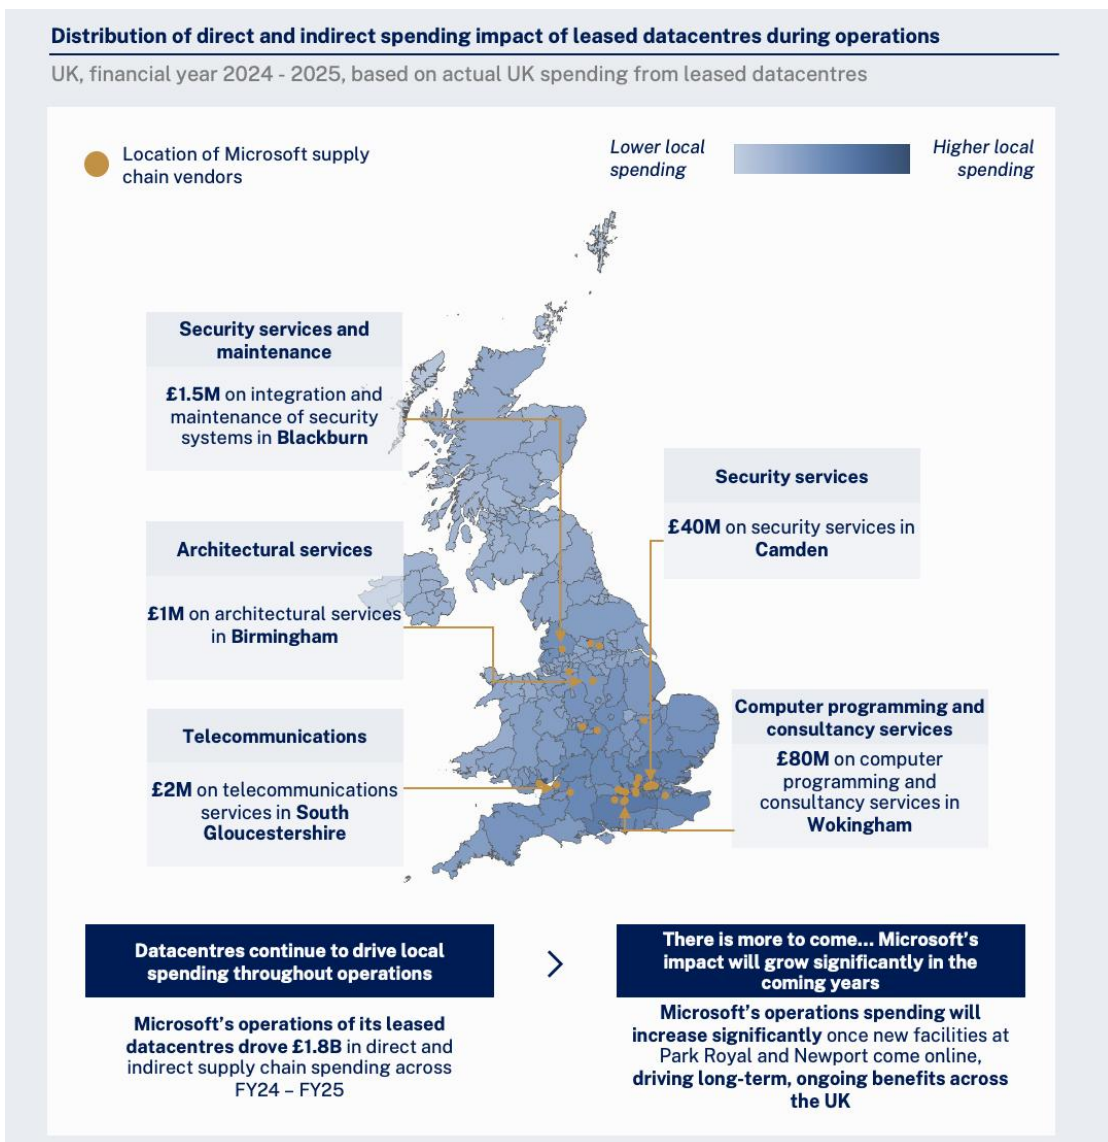 Distribution of direct and indirect spending impact of leased datacentres during operations
UK, financial year 2024 - 2025, based on actual UK spending from leased datacentres
Location of Microsoft supply
chain vendors
Lower local
spending
Higher local
spending
Security services and
maintenance
£1.5M on integration and
maintenance of security
systems in Blackburn
Security services
£40M on security services in
Camden
Architectural services
£1M on architectural services
in Birmingham
Computer programming and
consultancy services
£80M on computer
programming and
consultancy services in
Wokingham
Telecommunications
£2M on telecommunications
services in South
Gloucestershire
Datacentres continue to drive local
spending throughout operations
Microsoft's operations of its leased
datacentres drove £1.8B in direct and
indirect supply chain spending across
FY24 – FY25
There is more to come... Microsoft's
impact will grow significantly in the
coming years
Microsoft's operations spending will
increase significantly once new facilities at
Park Royal and Newport come online,
driving long-term, ongoing benefits across
the UK